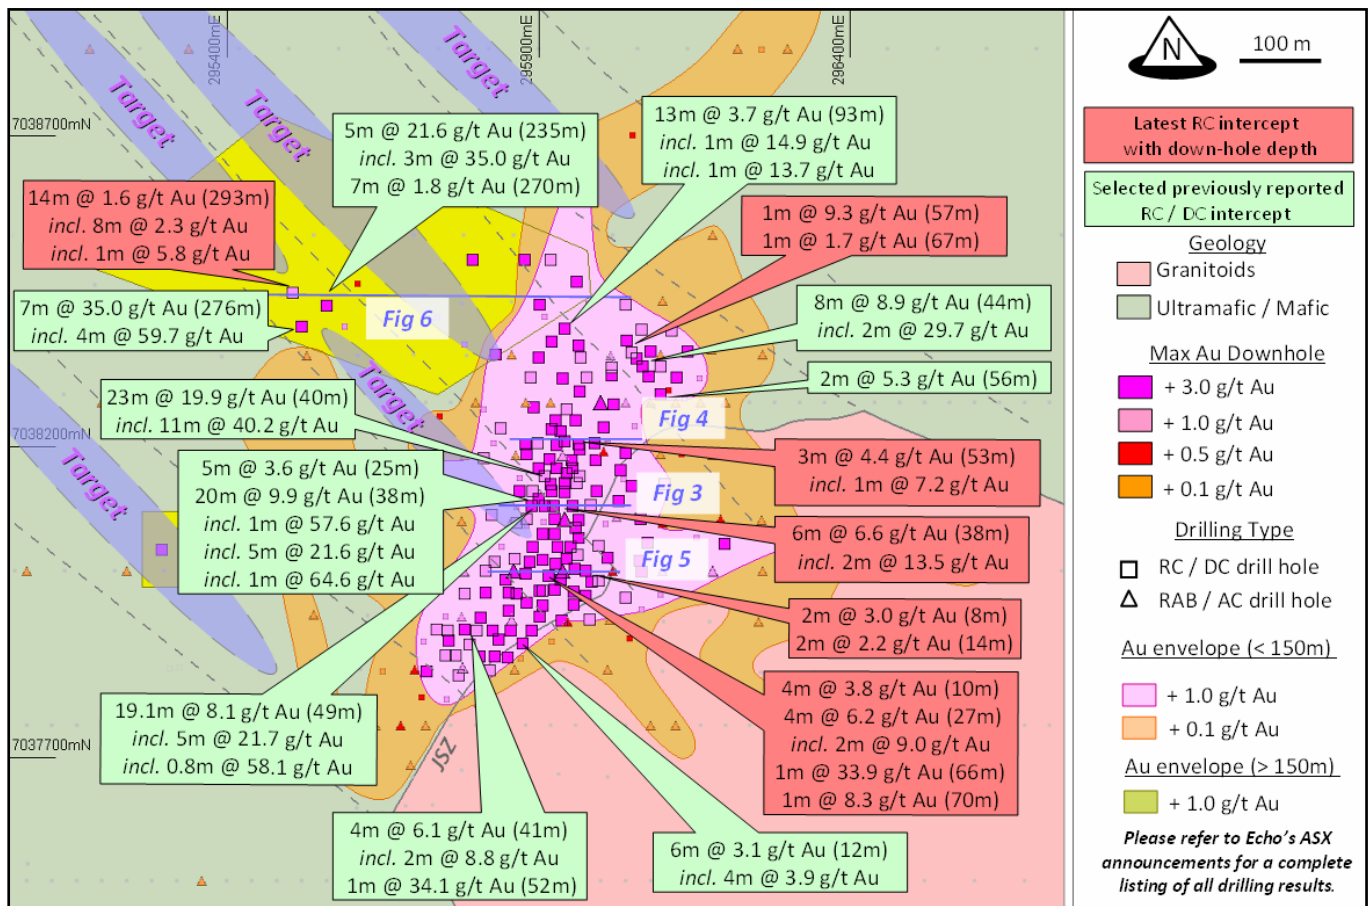 295400mE
295900mE
296400mE
7038700mN
7038200mN
7037700mN
Target
Target
Target
Target
Target
5m @ 21.6 g/t Au (235m)
incl. 3m @ 35.0 g/t Au
7m @ 1.8 g/t Au (270m)
13m @ 3.7 g/t Au (93m)
incl. 1m @ 14.9 g/t Au
incl. 1m @ 13.7 g/t Au
14m @ 1.6 g/t Au (293m)
incl. 8m @ 2.3 g/t Au
incl. 1m @ 5.8 g/t Au
1m @ 9.3 g/t Au (57m)
1m @ 1.7 g/t Au (67m)
7m @ 35.0 g/t Au (276m)
incl. 4m @ 59.7 g/t Au
Fig 6
8m @ 8.9 g/t Au (44m)
incl. 2m @ 29.7 g/t Au
2m @ 5.3 g/t Au (56m)
23m @ 19.9 g/t Au (40m)
incl. 11m @ 40.2 g/t Au
Fig 4
3m @ 4.4 g/t Au (53m)
incl. 1m @ 7.2 g/t Au
5m @ 3.6 g/t Au (25m)
20m @ 9.9 g/t Au (38m)
incl. 1m @ 57.6 g/t Au
incl. 5m @ 21.6 g/t Au
incl. 1m @ 64.6 g/t Au
Fig 3
6m @ 6.6 g/t Au (38m)
incl. 2m @ 13.5 g/t Au
Fig 5
2m @ 3.0 g/t Au (8m)
2m @ 2.2 g/t Au (14m)
4m @ 3.8 g/t Au (10m)
4m @ 6.2 g/t Au (27m)
incl. 2m @ 9.0 g/t Au
1m @ 33.9 g/t Au (66m)
1m @ 8.3 g/t Au (70m)
19.1m @ 8.1 g/t Au (49m)
incl. 5m @ 21.7 g/t Au
incl. 0.8m @ 58.1 g/t Au
JSZ
4m @ 6.1 g/t Au (41m)
incl. 2m @ 8.8 g/t Au
1m @ 34.1 g/t Au (52m)
6m @ 3.1 g/t Au (12m)
incl. 4m @ 3.9 g/t Au
N
100 m
Latest RC intercept
with down-hole depth
Selected previously reported
RC / DC intercept
Geology
Granitoids
Ultramafic / Mafic
Max Au Downhole
+ 3.0 g/t Au
+ 1.0 g/t Au
+ 0.5 g/t Au
+ 0.1 g/t Au
Drilling Type
RC / DC drill hole
RAB / AC drill hole
Au envelope (< 150m)
+ 1.0 g/t Au
+ 0.1 g/t Au
Au envelope (> 150m)
+ 1.0 g/t Au
Please refer to Echo's ASX
announcements for a complete
listing of all drilling results.